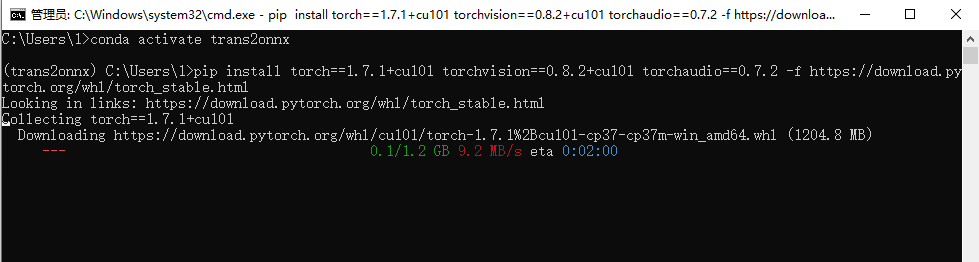 管理员: C:\Windows\system32\cmd.exe - pip  install torch==1.7.1+cu101 torchvision==0.8.2+cu101 torchaudio==0.7.2 -f https://downloa...
C:\Users\1>conda activate trans2onnx
(trans2onnx) C:\Users\1>pip install torch==1.7.1+cu101 torchvision==0.8.2+cu101 torchaudio==0.7.2 -f https://download.py
torch.org/whl/torch_stable.html
Looking in links: https://download.pytorch.org/whl/torch_stable.html
Collecting torch==1.7.1+cu101
Downloading https://download.pytorch.org/whl/cu101/torch-1.7.1%2Bcu101-cp37-cp37m-win_amd64.whl (1204.8 MB)
--- 0.1/1.2 GB 9.2 MB/s eta 0:02:00